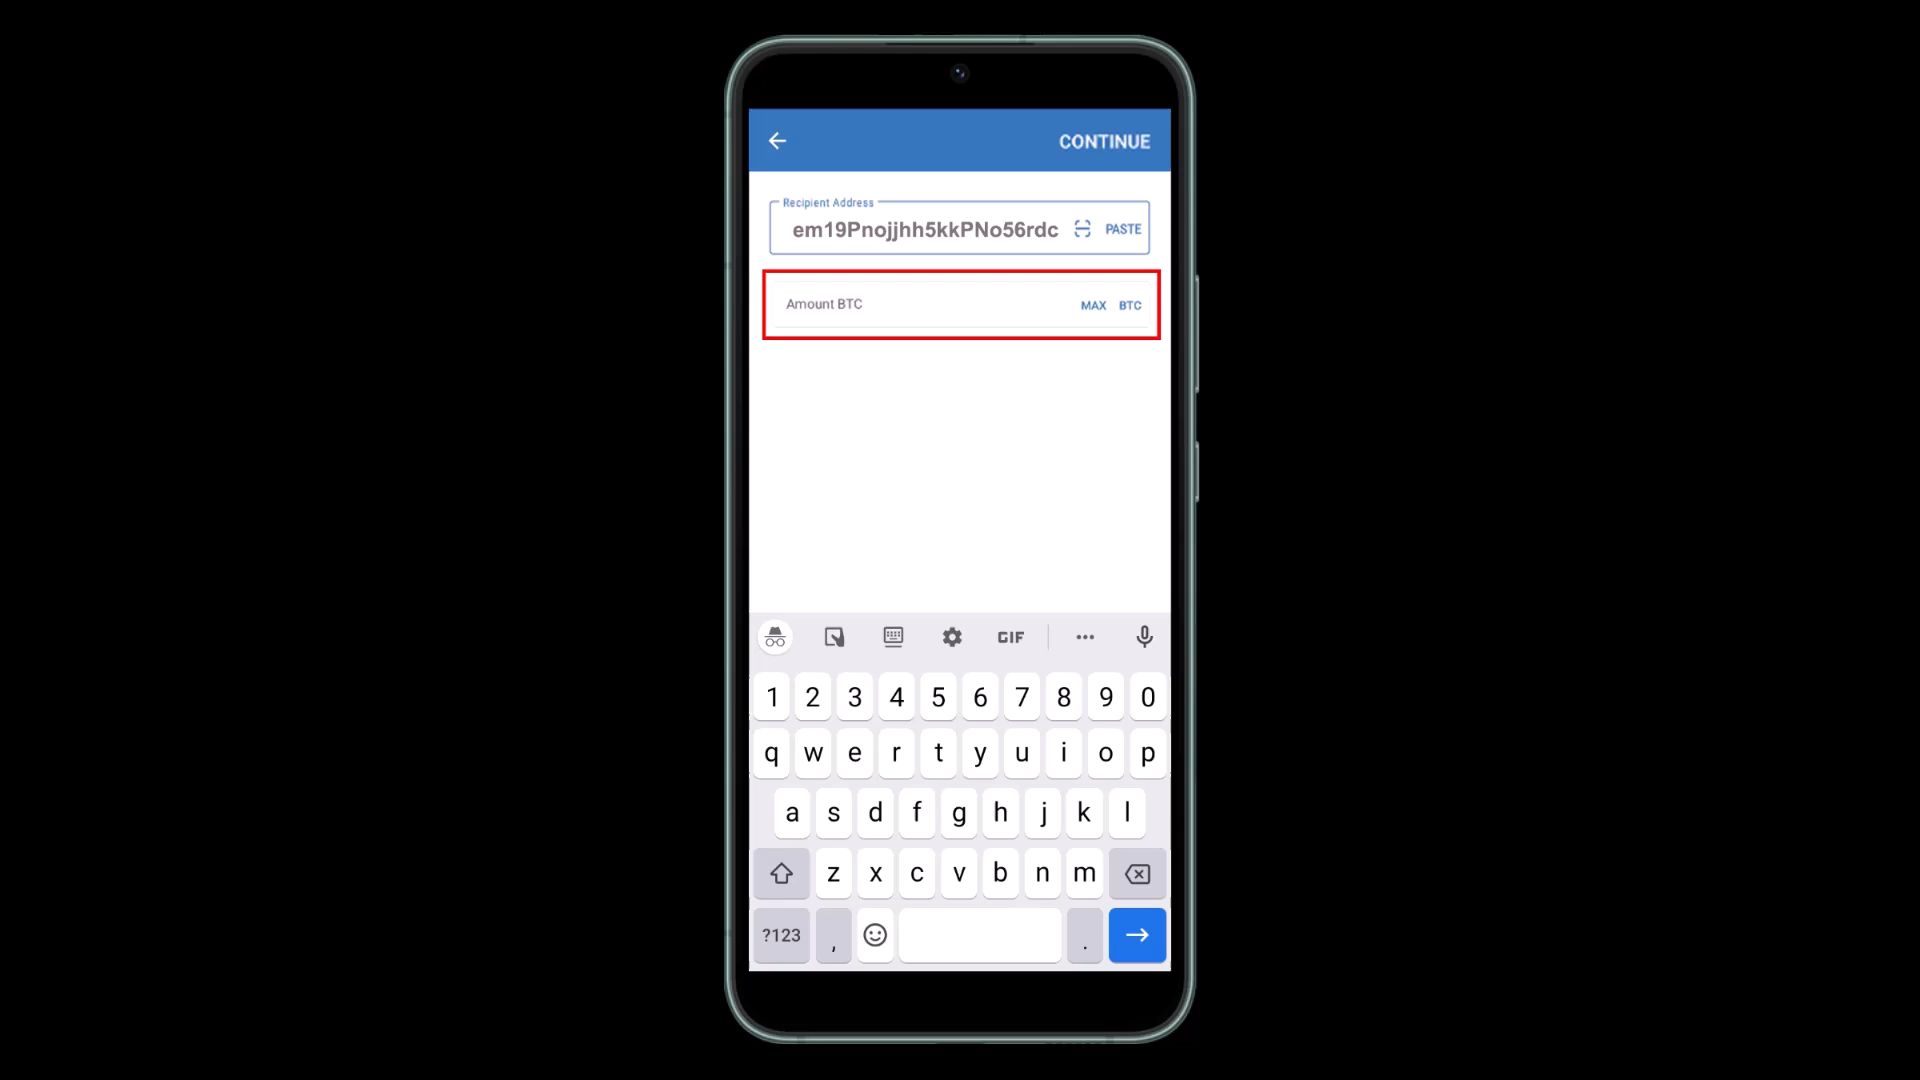 CONTINUE
Recipient Address
em19Pnojjhh5kkPNo56rdc PASTE
Amount BTC MAX BTC
GIF
1 2 3 4 5 6 7 8 9 0
q w e r t y u i o p
a s d f g h j k l
z x c v b n m
?123 , .